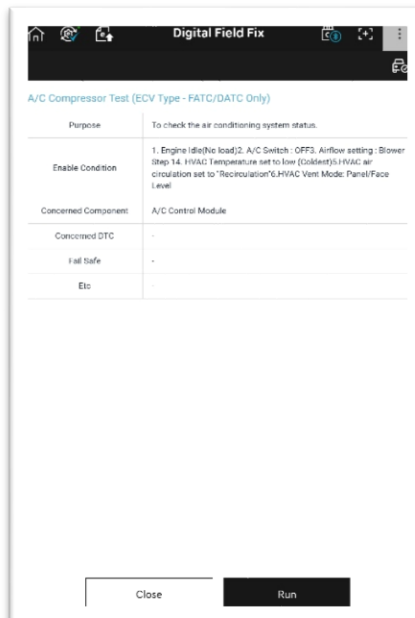 Digital Field Fix
A/C Compressor Test (ECV Type - FATC/DATC Only)
Purpose
To check the air conditioning system status.
Enable Condition
1. Engine Idle(No load)2. A/C Switch : OFF3. Airflow setting : Blower
Step 14. HVAC Temperature set to low (Coldest)5.HVAC air
circulation set to "Recirculation"6.HVAC Vent Mode: Panel/Face
Level
Concerned Component
A/C Control Module
Concerned DTC
-
Fail Safe
-
Etc
-
Close
Run